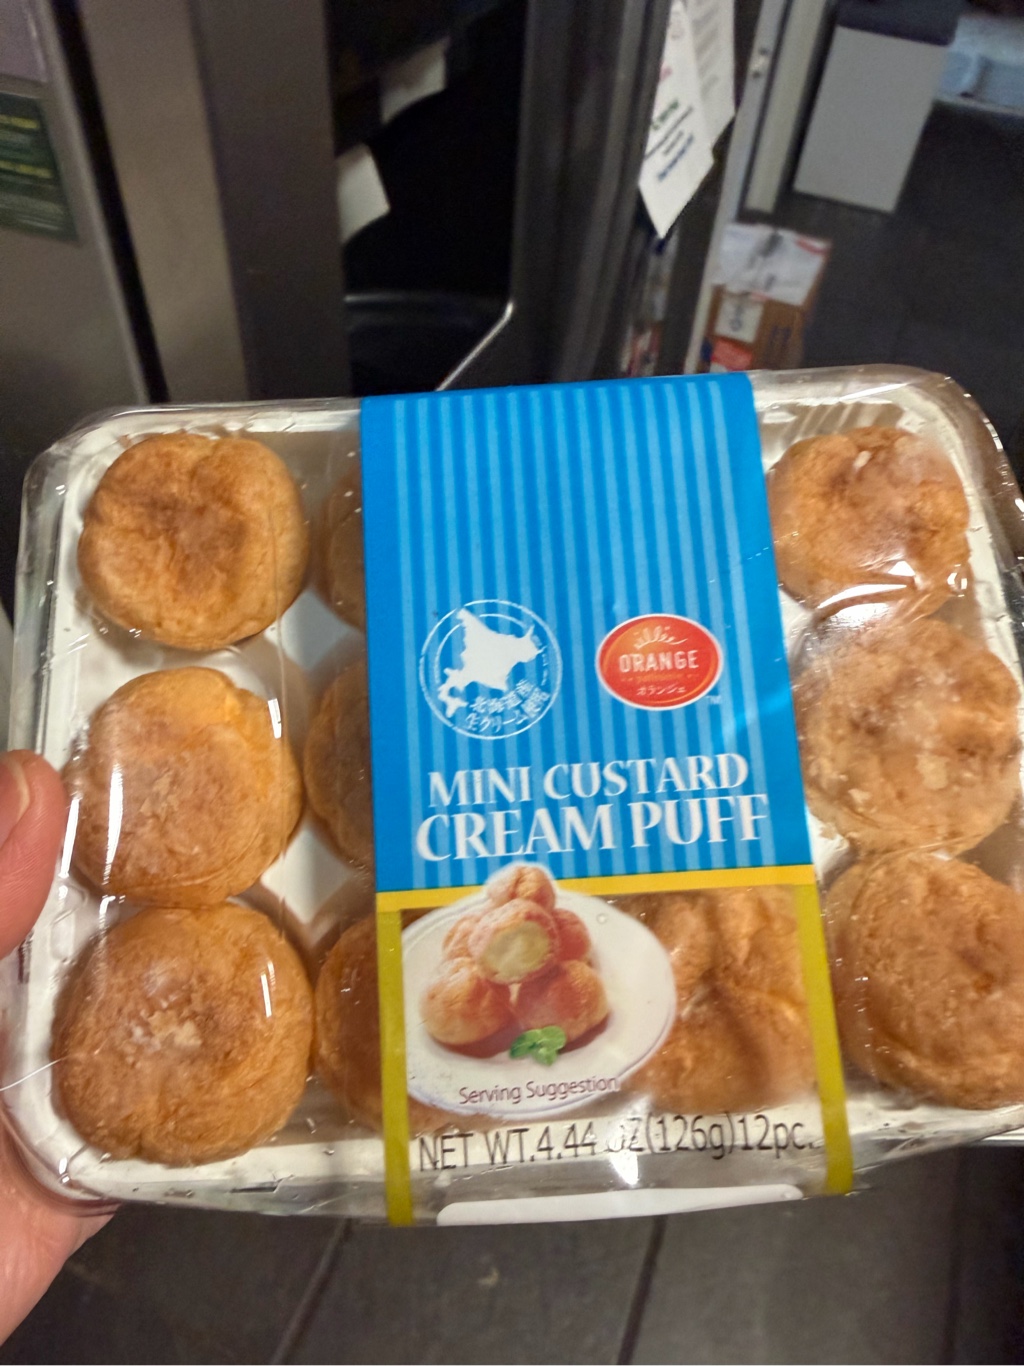 北海道産
生クリーム使用
ORANGE
オランジェ
MINI CUSTARD
CREAM PUFF
Serving Suggestion
NET WT.4.44 OZ(126g)12pc.